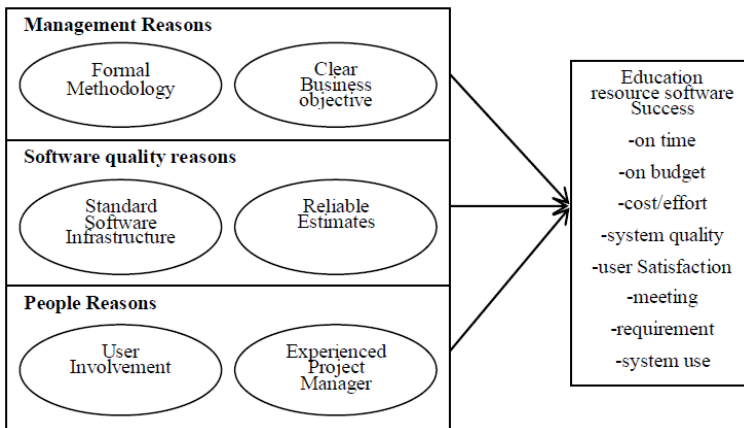 Management Reasons
Formal
Methodology
Clear
Business
objective
Software quality reasons
Standard
Software
Infrastructure
Reliable
Estimates
People Reasons
User
Involvement
Experienced
Project
Manager
Education
resource software
Success
-on time
-on budget
-cost/effort
-system quality
-user Satisfaction
-meeting
-requirement
-system use